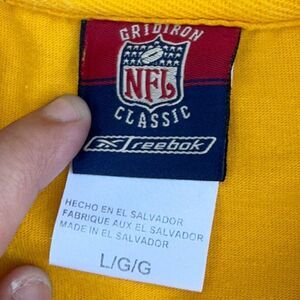 GRIDIRON
NFL
CLASSIC
Reebok
HECHO EN EL SALVADOR
FABRIQUE AUX EL SALVADOR
MADE IN EL SALVADOR
L/G/G